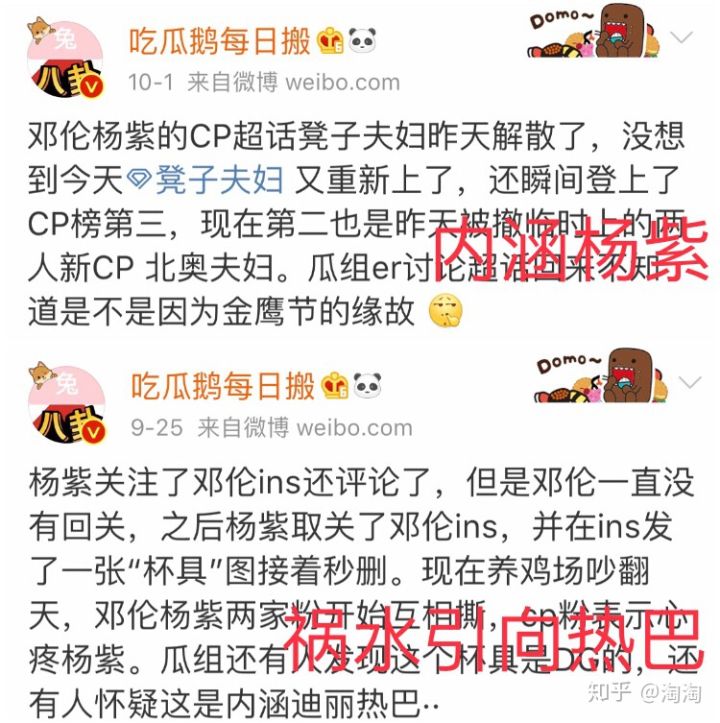 兔
八卦
吃瓜鹅每日搬
Domo~
10-1 来自微博 weibo.com
邓伦杨紫的CP超话凳子夫妇昨天解散了，没想
到今天凳子夫妇 又重新上了，还瞬间登上了
CP榜第三，现在第二也是昨天被撤临时上的两
人新CP 北奥夫妇。瓜组er讨论超话回来不知
道是不是因为金鹰节的缘故
内涵杨紫
兔
八卦
吃瓜鹅每日搬
Domo~
9-25 来自微博 weibo.com
杨紫关注了邓伦ins还评论了，但是邓伦一直没
有回关，之后杨紫取关了邓伦ins，并在ins发
了一张“杯具”图接着秒删。现在养鸡场吵翻
天，邓伦杨紫两家粉开始互相撕，cp粉表示心
疼杨紫。瓜组还有人发现这个杯具是DG的，还
有人怀疑这是内涵迪丽热巴··
祸水引向热巴
知乎 @淘淘